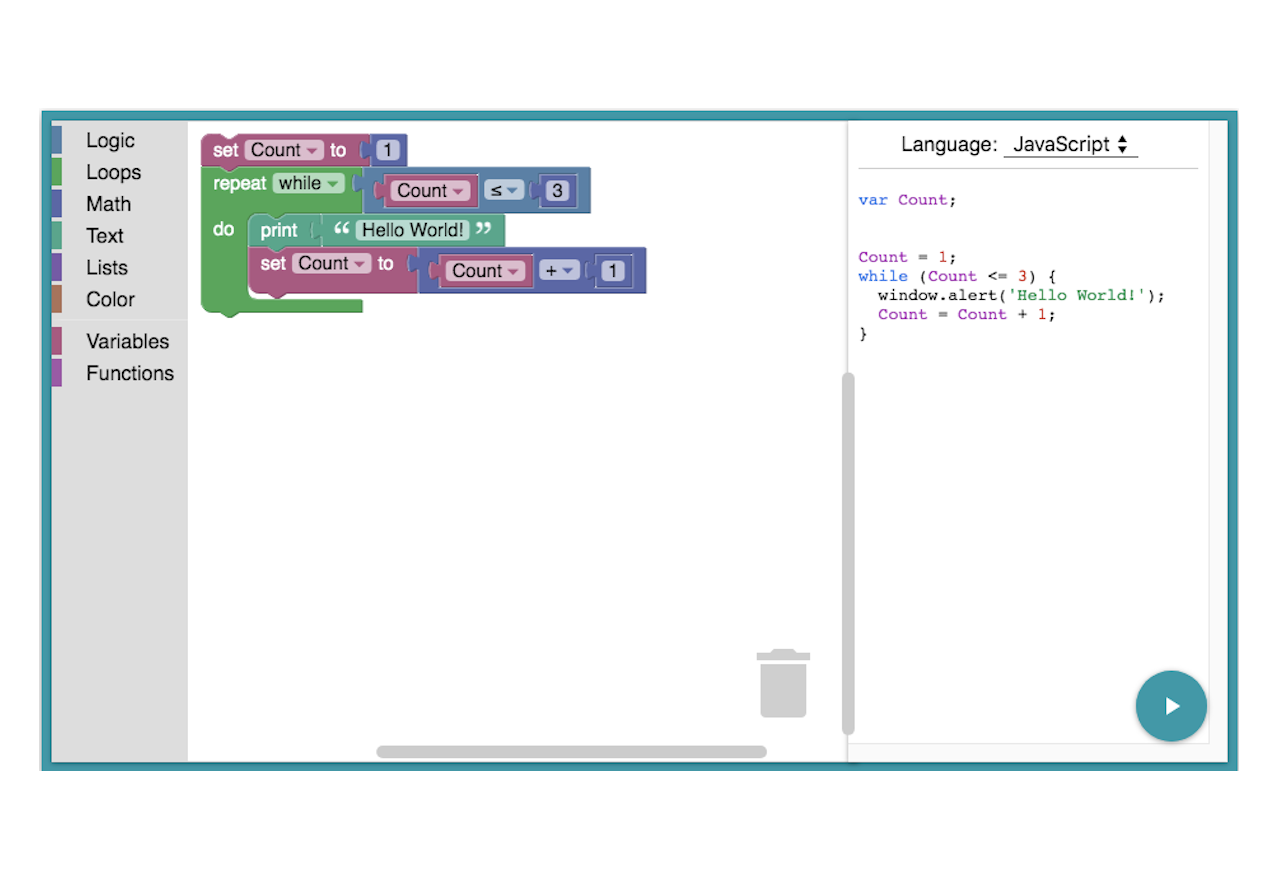 Logic
Loops
Math
Text
Lists
Color
Variables
Functions
set Count to 1
repeat while Count ≤ 3
do print “ Hello World! ”
set Count to Count + 1
Language: JavaScript
var Count;
Count = 1;
while (Count <= 3) {
  window.alert('Hello World!');
  Count = Count + 1;
}